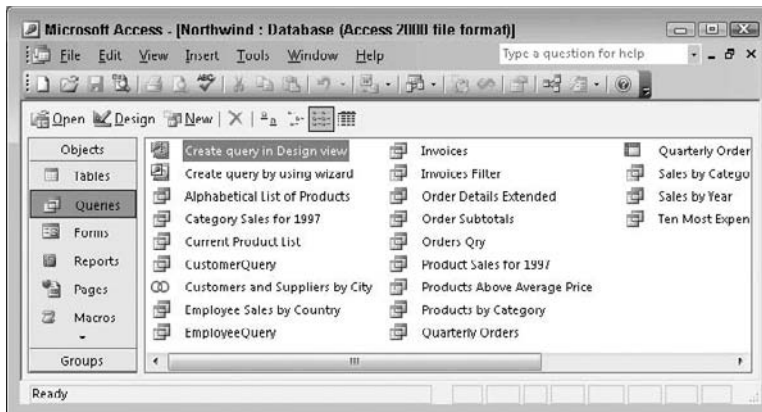 Microsoft Access - [Northwind : Database (Access 2000 file format)]
File Edit View Insert Tools Window Help Type a question for help
Open Design New
Objects
Tables
Queries
Forms
Reports
Pages
Macros
Groups
Create query in Design view
Create query by using wizard
Alphabetical List of Products
Category Sales for 1997
Current Product List
CustomerQuery
Customers and Suppliers by City
Employee Sales by Country
EmployeeQuery
Invoices
Invoices Filter
Order Details Extended
Order Subtotals
Orders Qry
Product Sales for 1997
Products Above Average Price
Products by Category
Quarterly Orders
Quarterly Order
Sales by Catego
Sales by Year
Ten Most Expen
Ready